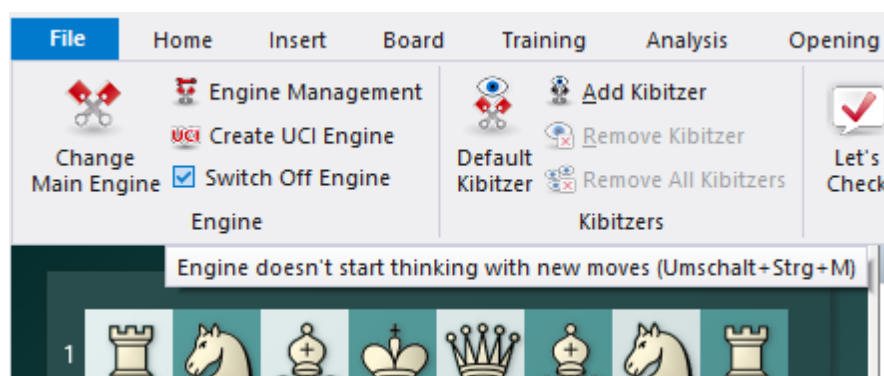 File Home Insert Board Training Analysis Opening
Engine Management
UCI Create UCI Engine
Change
Main Engine
Switch Off Engine
Engine
Default
Kibitzer
Add Kibitzer
Remove Kibitzer
Remove All Kibitzers
Kibitzers
Let's
Check
Engine doesn't start thinking with new moves (Umschalt+Strg+M)
1